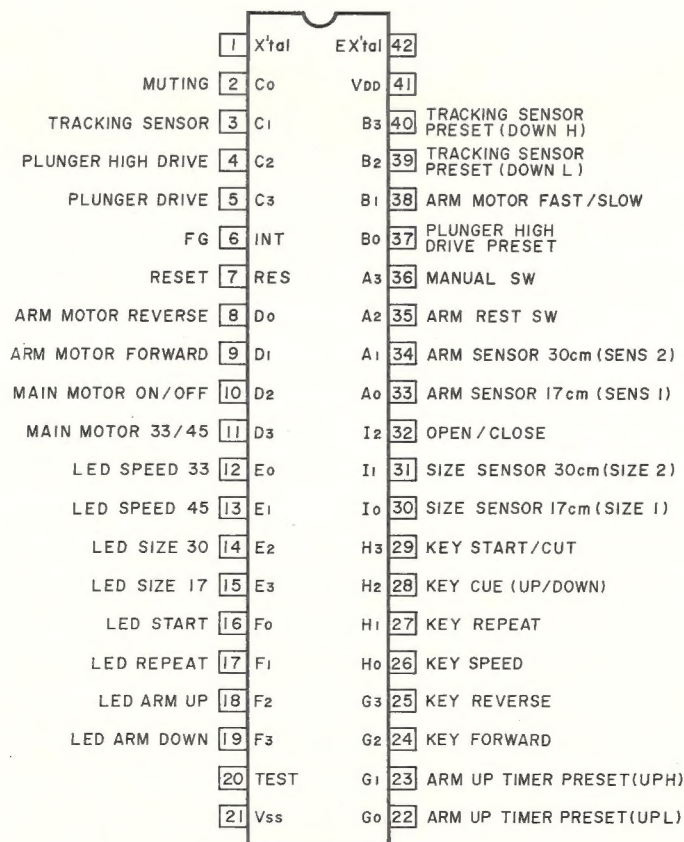 1 X'tal EX'tal 42
MUTING 2 C0 VDD 41
TRACKING SENSOR 3 C1 B3 40 TRACKING SENSOR
PRESET (DOWN H)
PLUNGER HIGH DRIVE 4 C2 B2 39 TRACKING SENSOR
PRESET (DOWN L)
PLUNGER DRIVE 5 C3 B1 38 ARM MOTOR FAST/SLOW
FG 6 INT B0 37 PLUNGER HIGH
DRIVE PRESET
RESET 7 RES A3 36 MANUAL SW
ARM MOTOR REVERSE 8 D0 A2 35 ARM REST SW
ARM MOTOR FORWARD 9 D1 A1 34 ARM SENSOR 30cm (SENS 2)
MAIN MOTOR ON/OFF 10 D2 A0 33 ARM SENSOR 17cm (SENS 1)
MAIN MOTOR 33/45 11 D3 I2 32 OPEN/CLOSE
LED SPEED 33 12 E0 I1 31 SIZE SENSOR 30cm (SIZE 2)
LED SPEED 45 13 E1 I0 30 SIZE SENSOR 17cm (SIZE 1)
LED SIZE 30 14 E2 H3 29 KEY START/CUT
LED SIZE 17 15 E3 H2 28 KEY CUE (UP/DOWN)
LED START 16 F0 H1 27 KEY REPEAT
LED REPEAT 17 F1 H0 26 KEY SPEED
LED ARM UP 18 F2 G3 25 KEY REVERSE
LED ARM DOWN 19 F3 G2 24 KEY FORWARD
20 TEST G1 23 ARM UP TIMER PRESET(UPH)
21 Vss G0 22 ARM UP TIMER PRESET(UPL)